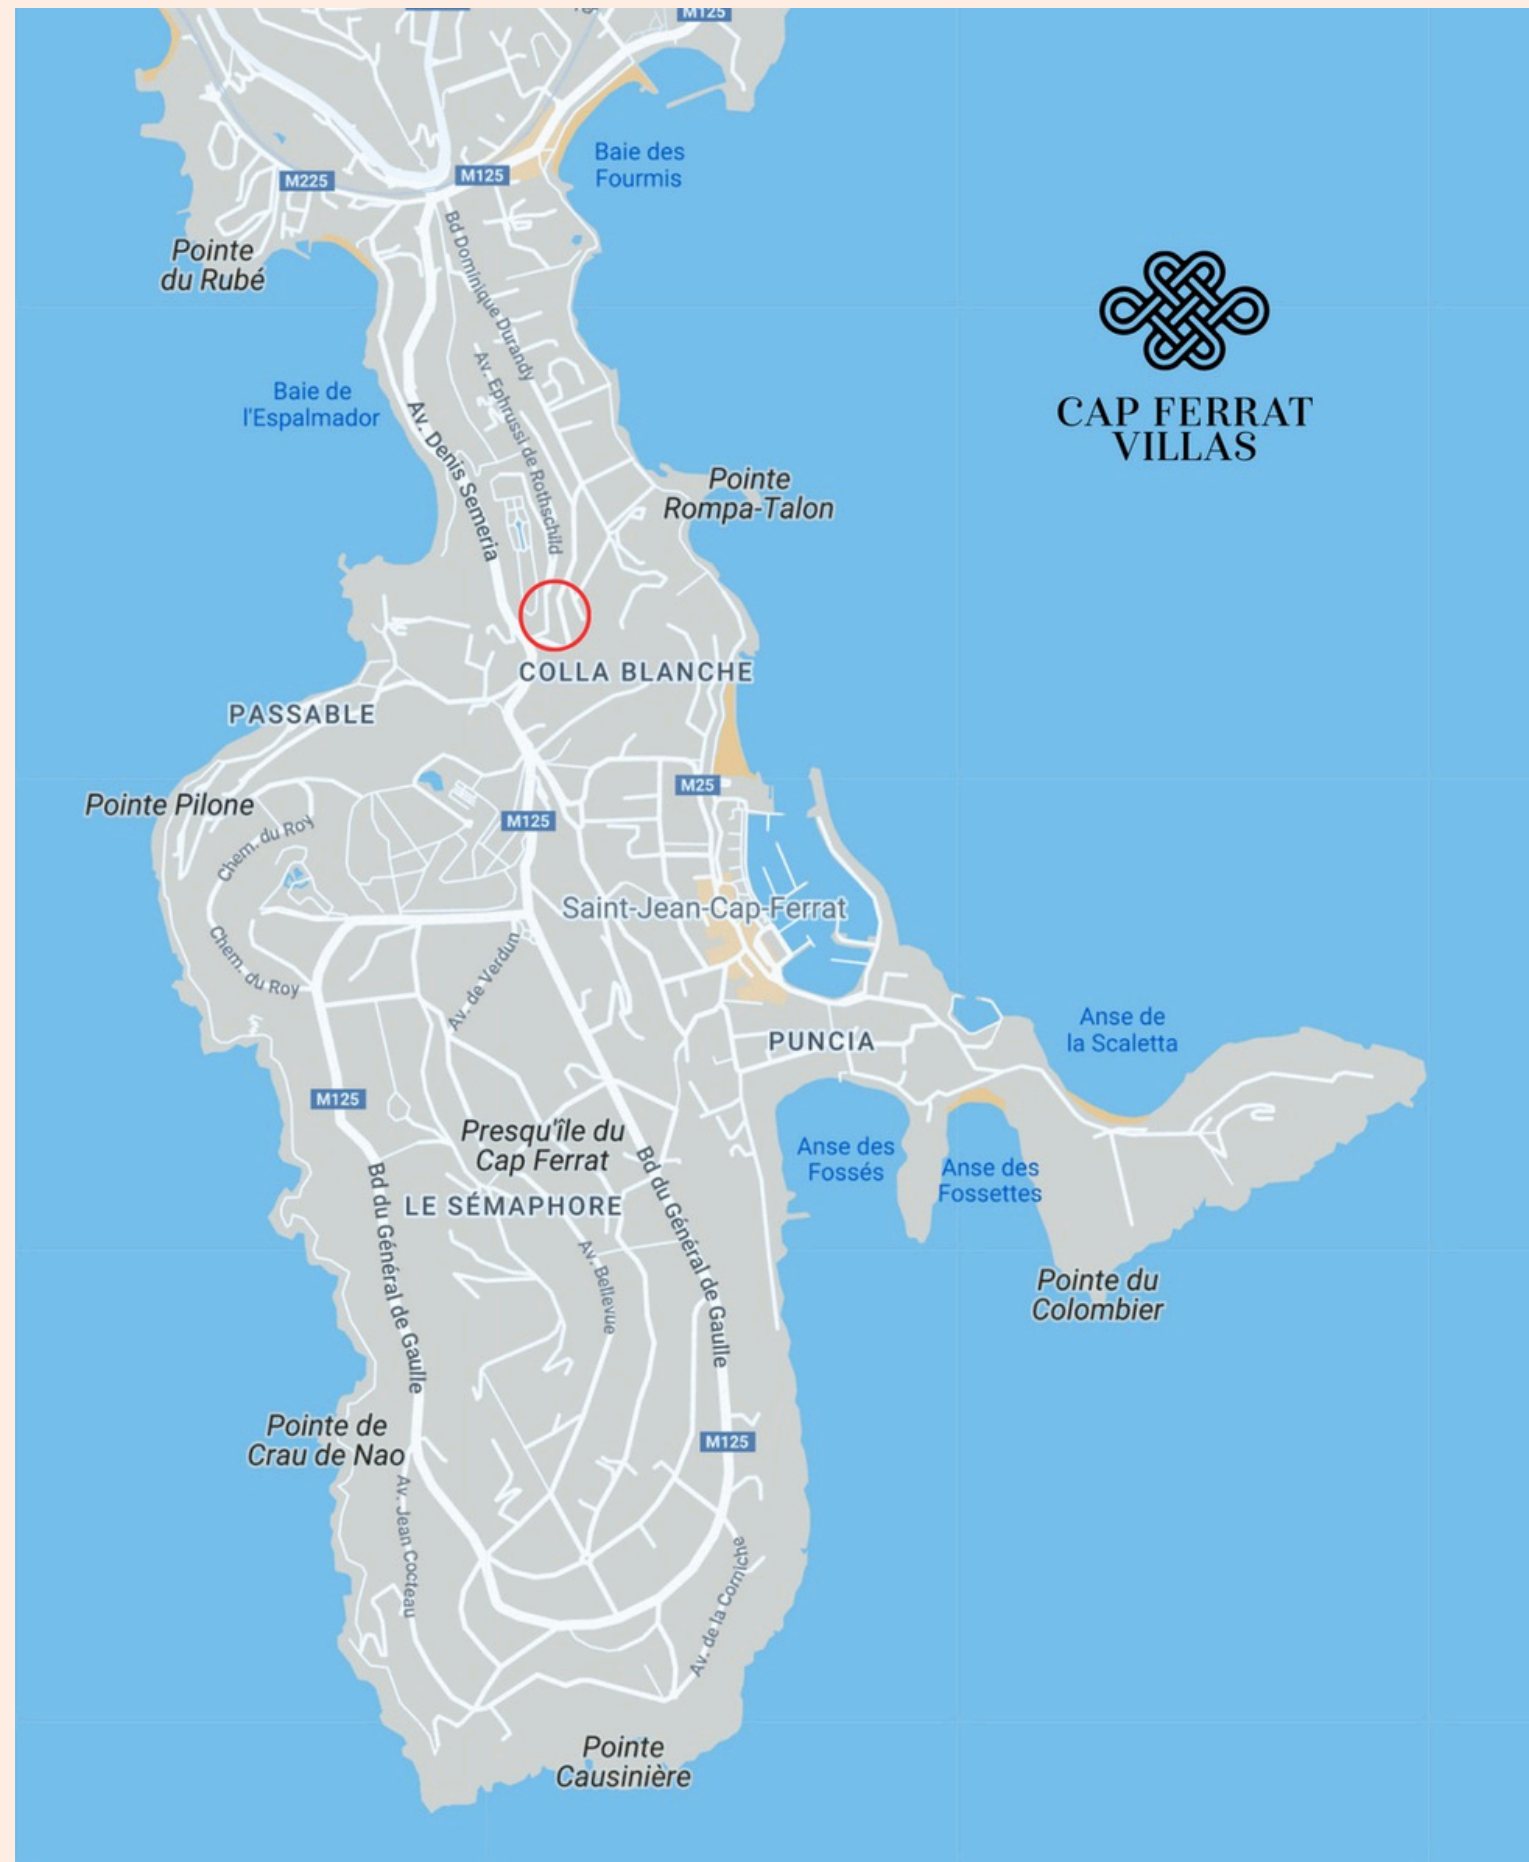 M125
Baie des
Fourmis
M225
M125
Pointe
du Rubé
Bd Dominique Durandy
CAP FERRAT
VILLAS
Baie de
l'Espalmador
Av. Ephrussi de Rothschild
Av. Denis Semeria
Pointe
Rompa-Talon
COLLA BLANCHE
PASSABLE
M25
Pointe Pilone
M125
Chem. du Roy
Saint-Jean-Cap-Ferrat
Chem. du Roy
Av. de Verdun
Anse de
la Scaletta
PUNCIA
M125
Presqu'île du
Cap Ferrat
Anse des
Fossés
Anse des
Fossettes
LE SÉMAPHORE
Bd du Général de Gaulle
Bd du Général de Gaulle
Av. Bellevue
Pointe du
Colombier
Pointe de
Crau de Nao
M125
Av. Jean Cocteau
Av. de la Corniche
Pointe
Causinière